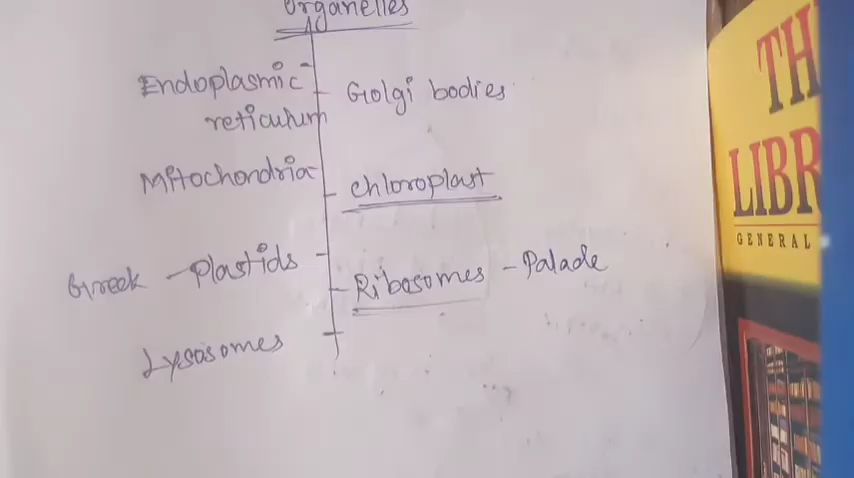 Organelles
Endoplasmic
reticulum
Golgi bodies
Mitochondria
chloroplast
Greek - Plastids
Ribosomes - Palade
Lysosomes
TH
LIBR
GENERAL